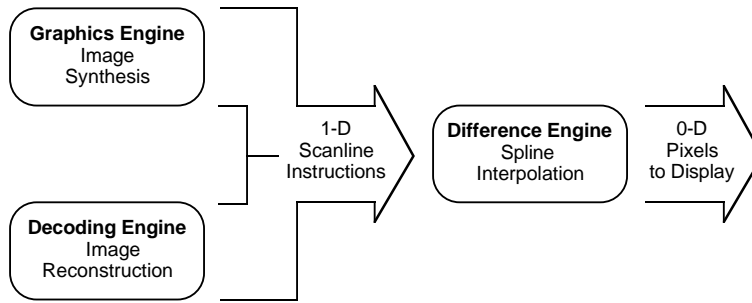 Graphics Engine
Image
Synthesis
Decoding Engine
Image
Reconstruction
1-D
Scanline
Instructions
Difference Engine
Spline
Interpolation
0-D
Pixels
to Display